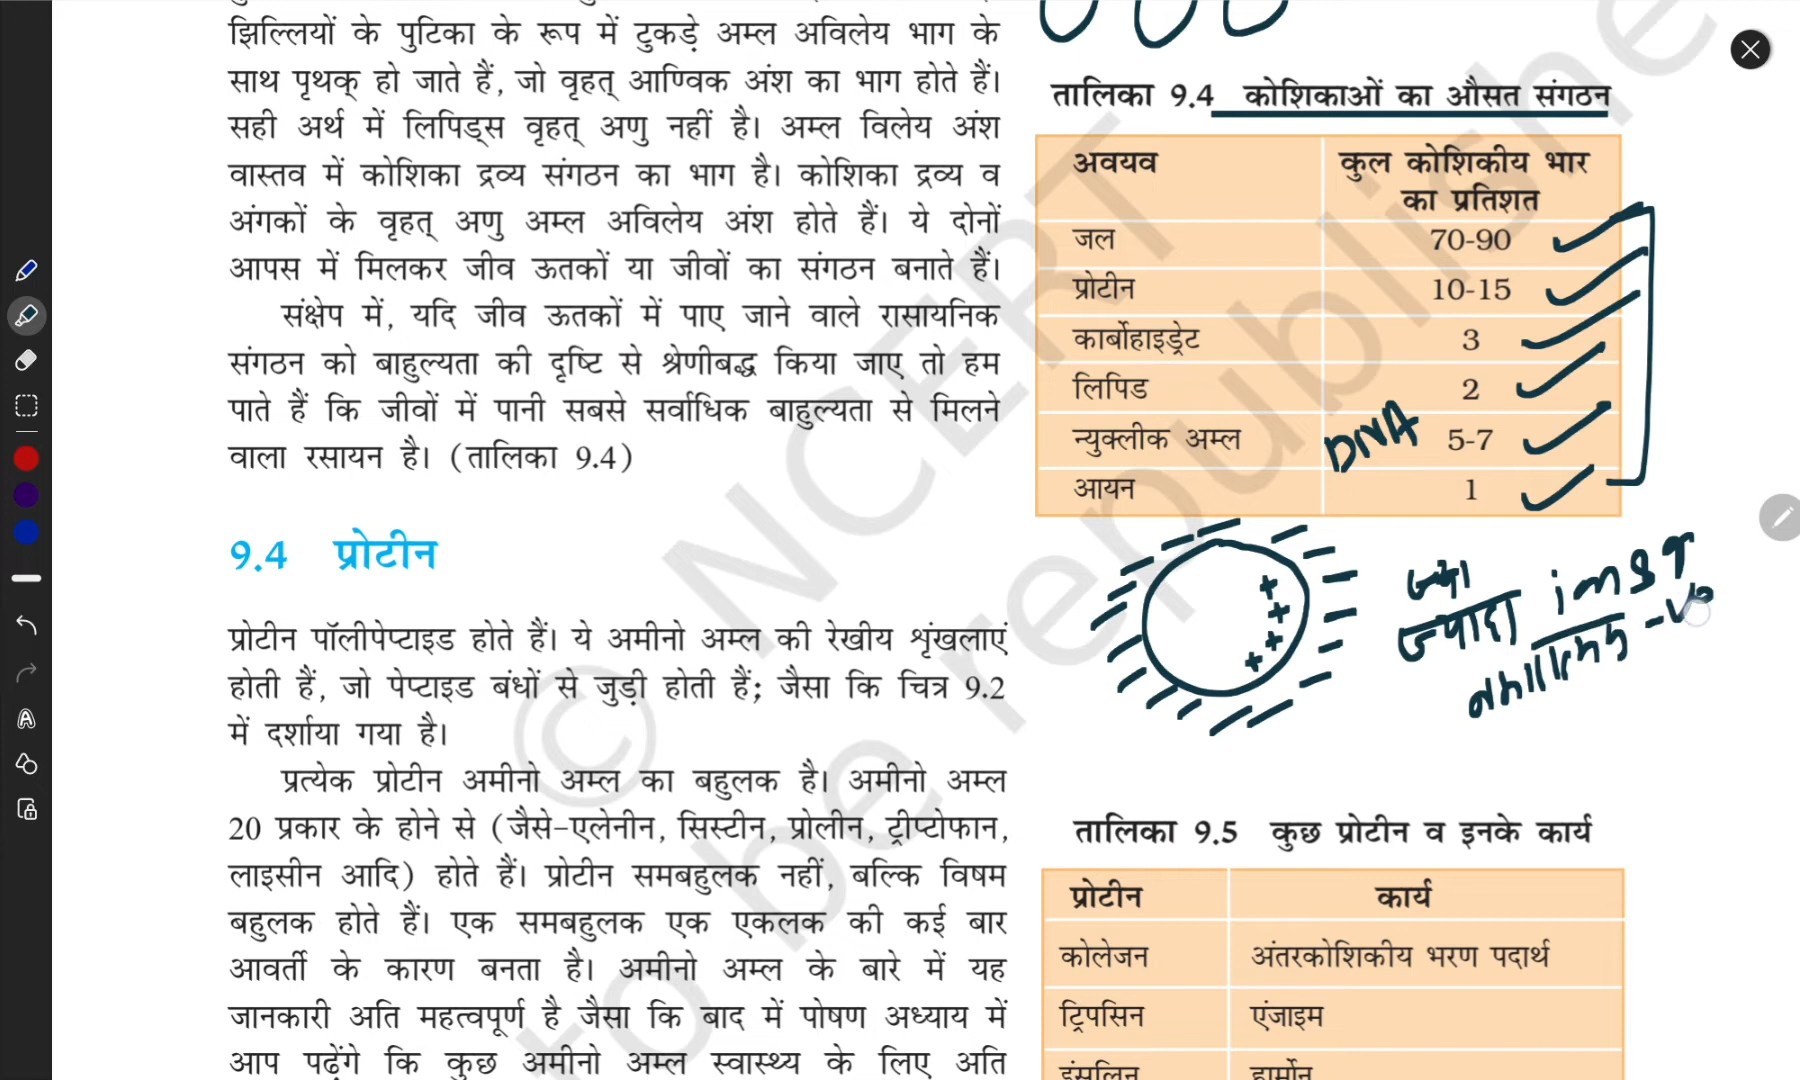 झिल्लियों के पुटिका के रूप में टुकड़े अम्ल अविलेय भाग के
साथ पृथक् हो जाते हैं, जो वृहत् आण्विक अंश का भाग होते हैं।
सही अर्थ में लिपिड्स वृहत् अणु नहीं है। अम्ल विलेय अंश
वास्तव में कोशिका द्रव्य संगठन का भाग है। कोशिका द्रव्य व
अंगकों के वृहत् अणु अम्ल अविलेय अंश होते हैं। ये दोनों
आपस में मिलकर जीव ऊतकों या जीवों का संगठन बनाते हैं।
संक्षेप में, यदि जीव ऊतकों में पाए जाने वाले रासायनिक
संगठन को बाहुल्यता की दृष्टि से श्रेणीबद्ध किया जाए तो हम
पाते हैं कि जीवों में पानी सबसे सर्वाधिक बाहुल्यता से मिलने
वाला रसायन है। (तालिका 9.4)
9.4 प्रोटीन
प्रोटीन पॉलीपेप्टाइड होते हैं। ये अमीनो अम्ल की रेखीय शृंखलाएं
होती हैं, जो पेप्टाइड बंधों से जुड़ी होती हैं; जैसा कि चित्र 9.2
में दर्शाया गया है।
प्रत्येक प्रोटीन अमीनो अम्ल का बहुलक है। अमीनो अम्ल
20 प्रकार के होने से (जैसे-एलेनीन, सिस्टीन, प्रोलीन, ट्रीप्टोफान,
लाइसीन आदि) होते हैं। प्रोटीन समबहुलक नहीं, बल्कि विषम
बहुलक होते हैं। एक समबहुलक एक एकलक की कई बार
आवर्ती के कारण बनता है। अमीनो अम्ल के बारे में यह
जानकारी अति महत्वपूर्ण है जैसा कि बाद में पोषण अध्याय में
आप पढ़ेंगे कि कुछ अमीनो अम्ल स्वास्थ्य के लिए अति
तालिका 9.4 कोशिकाओं का औसत संगठन
अवयव कुल कोशिकीय भार
का प्रतिशत
जल 70-90
प्रोटीन 10-15
कार्बोहाइड्रेट 3
लिपिड 2
न्युक्लीक अम्ल DNA 5-7
आयन 1
ज्यादा
तालिका 9.5 कुछ प्रोटीन व इनके कार्य
प्रोटीन कार्य
कोलेजन अंतरकोशिकीय भरण पदार्थ
ट्रिपसिन एंजाइम
इंसुलिन हार्मोन
© NCERT
to be republished